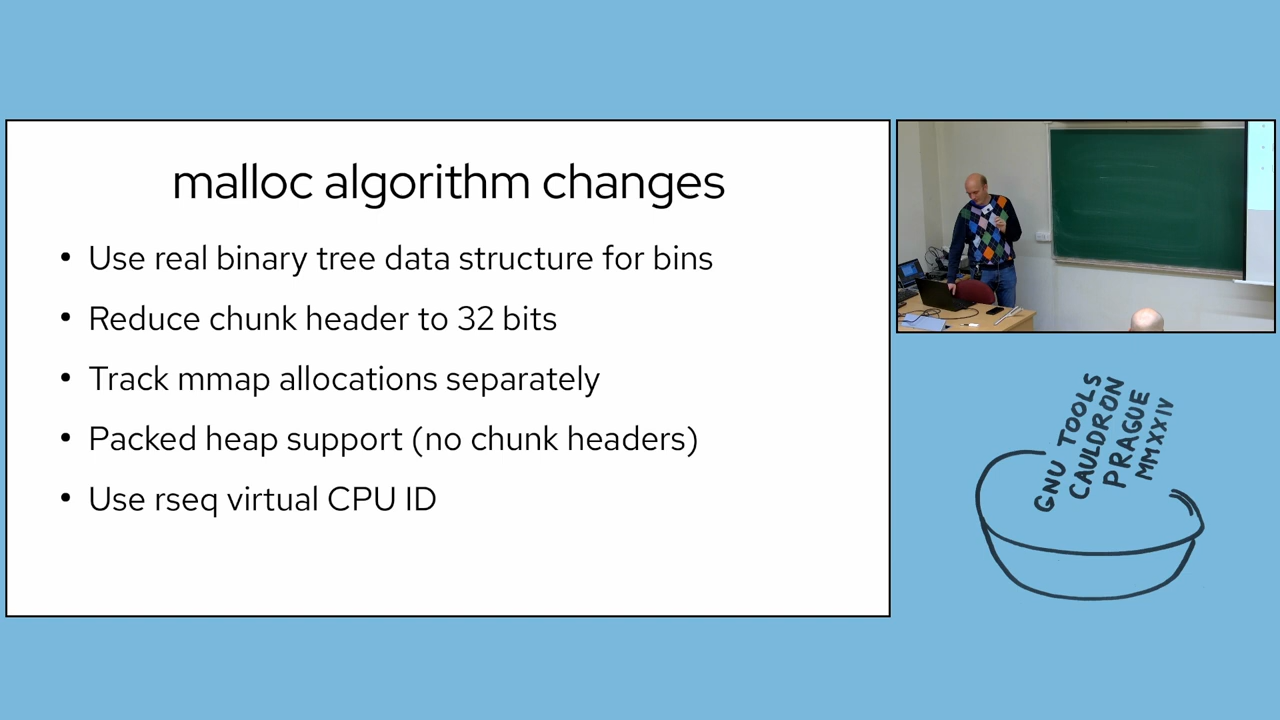 malloc algorithm changes
• Use real binary tree data structure for bins
• Reduce chunk header to 32 bits
• Track mmap allocations separately
• Packed heap support (no chunk headers)
• Use rseq virtual CPU ID
GNU TOOLS
CAULDRON
PRAGUE
MMXXIV